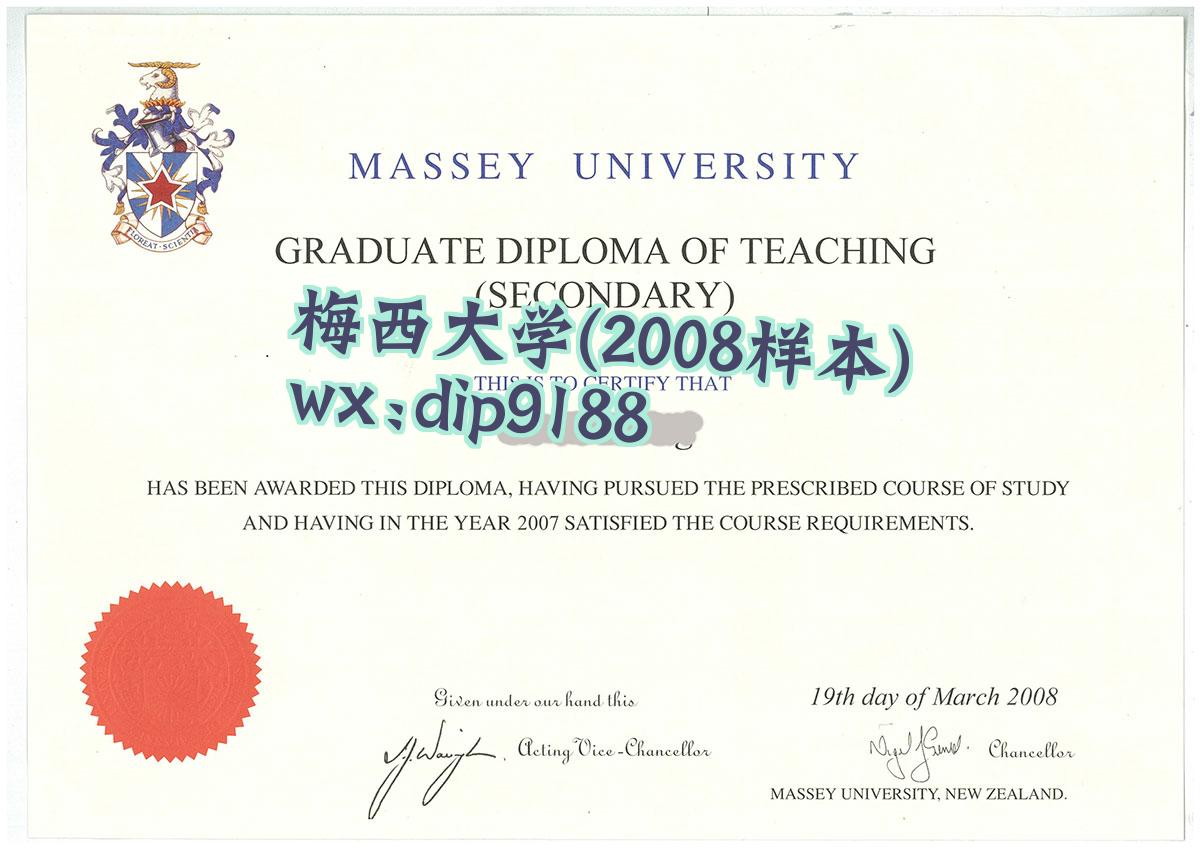 MASSEY UNIVERSITY
GRADUATE DIPLOMA OF TEACHING
(SECONDARY)
梅西大学(2008样本)
THIS IS TO CERTIFY THAT
wx:dip9188
HAS BEEN AWARDED THIS DIPLOMA, HAVING PURSUED THE PRESCRIBED COURSE OF STUDY
AND HAVING IN THE YEAR 2007 SATISFIED THE COURSE REQUIREMENTS.
Given under our hand this
19th day of March 2008
Acting Vice-Chancellor
Chancellor
MASSEY UNIVERSITY, NEW ZEALAND.